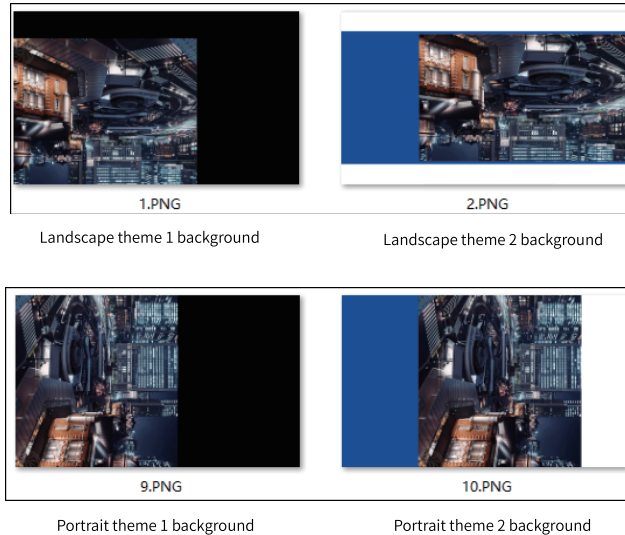 1.PNG
2.PNG
Landscape theme 1 background
Landscape theme 2 background
9.PNG
10.PNG
Portrait theme 1 background
Portrait theme 2 background